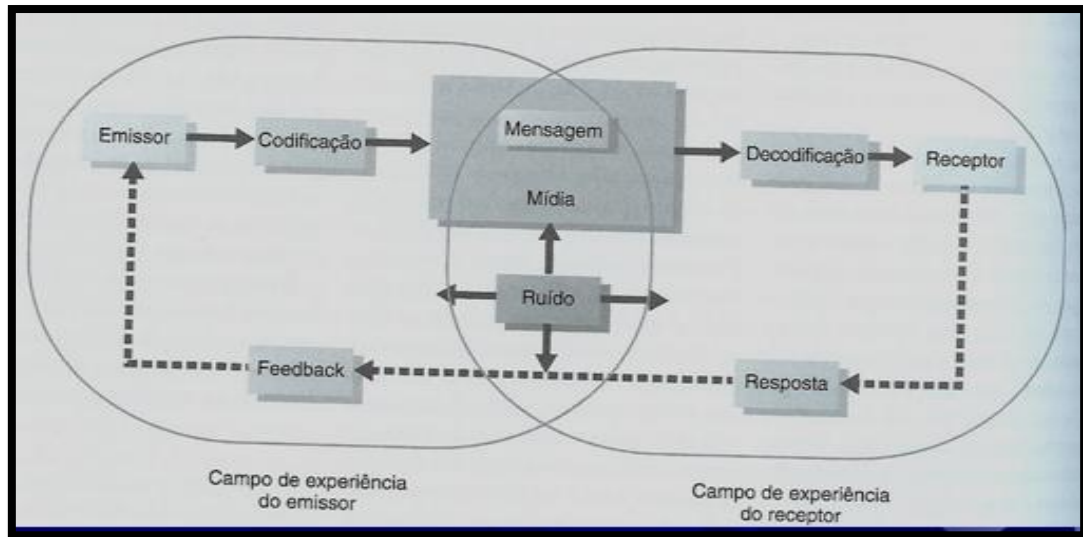 Emissor
Codificação
Mensagem
Mídia
Decodificação
Receptor
Ruído
Feedback
Resposta
Campo de experiência
do emissor
Campo de experiência
do receptor